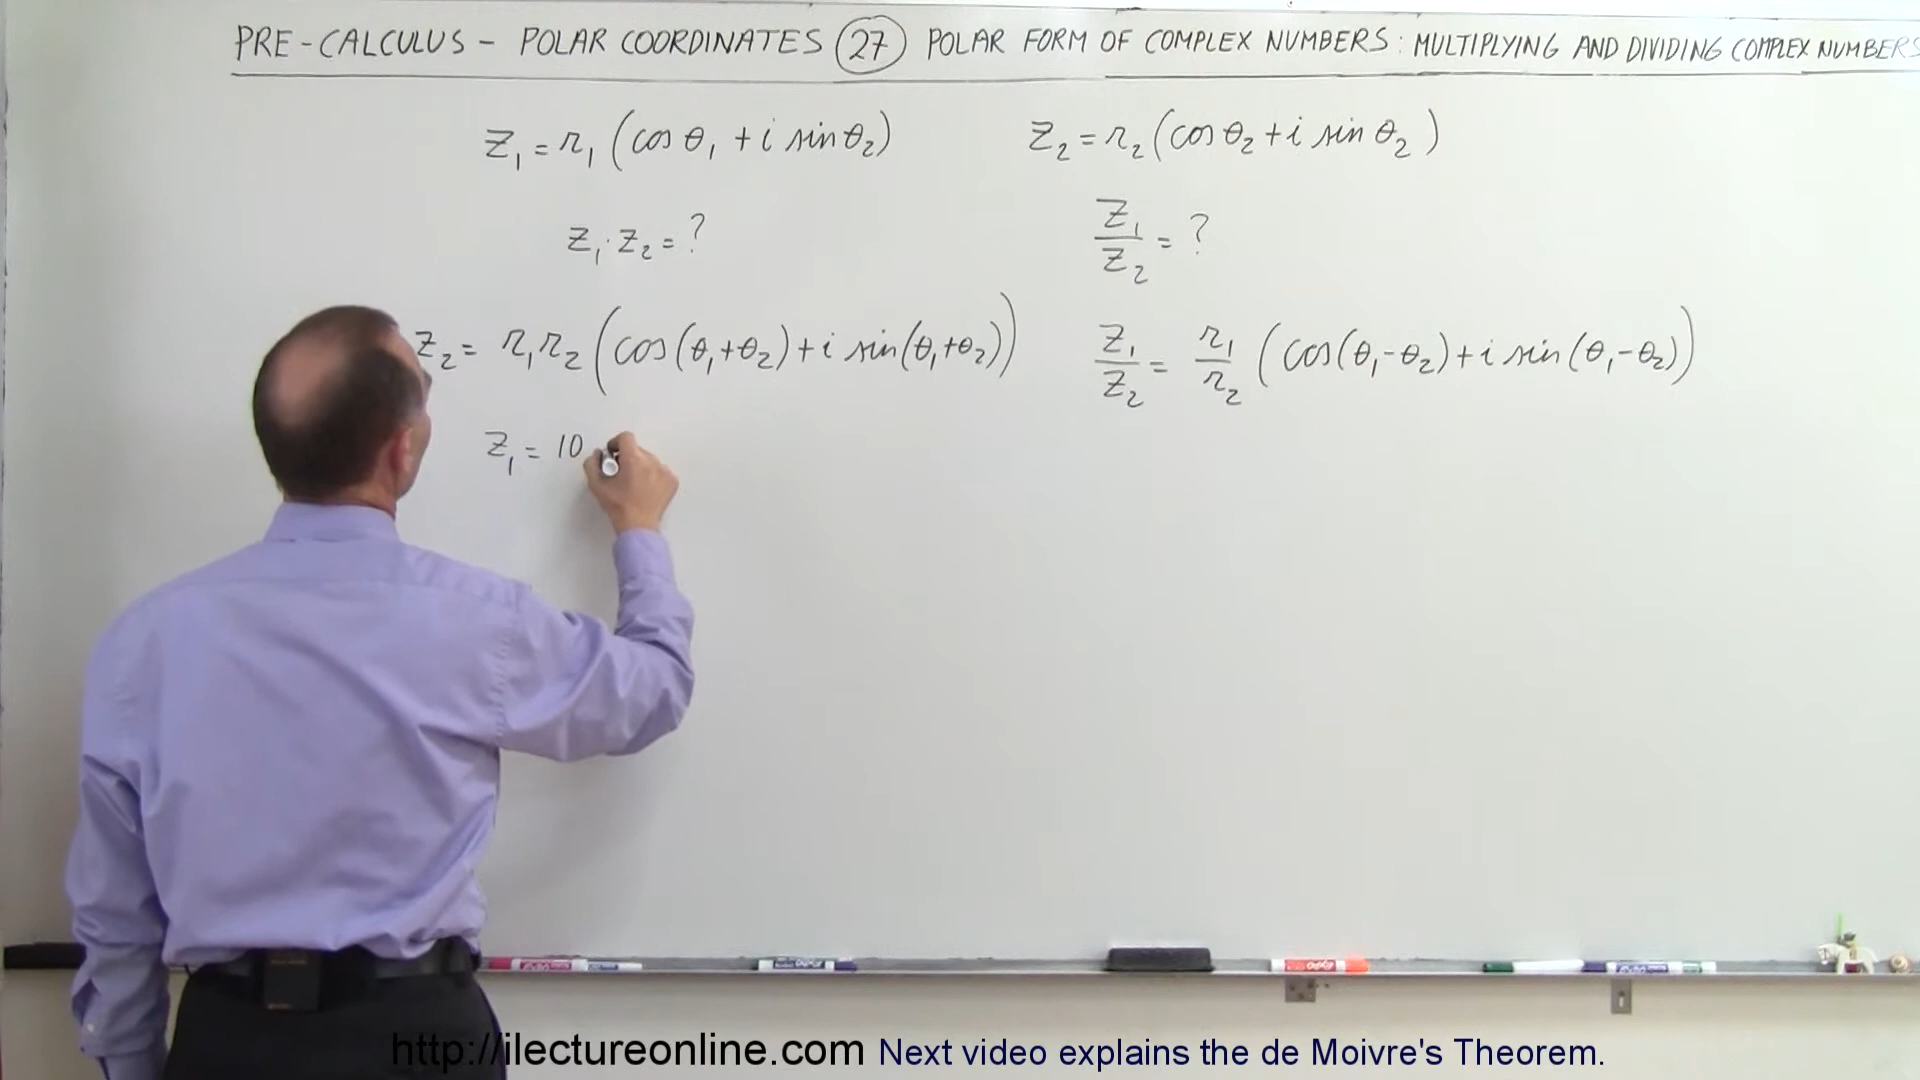 PRE-CALCULUS - POLAR COORDINATES 27 POLAR FORM OF COMPLEX NUMBERS: MULTIPLYING AND DIVIDING COMPLEX NUMBERS
Z₁ = r₁ (cos θ₁ + i sin θ₂)
Z₂ = r₂ (cos θ₂ + i sin θ₂)
Z₁ · Z₂ = ?
Z₁/Z₂ = ?
Z₂ = r₁r₂ (cos(θ₁+θ₂) + i sin(θ₁+θ₂))
Z₁/Z₂ = r₁/r₂ (cos(θ₁-θ₂) + i sin(θ₁-θ₂))
Z₁ = 10
EXPO
http://ilectureonline.com Next video explains the de Moivre's Theorem.